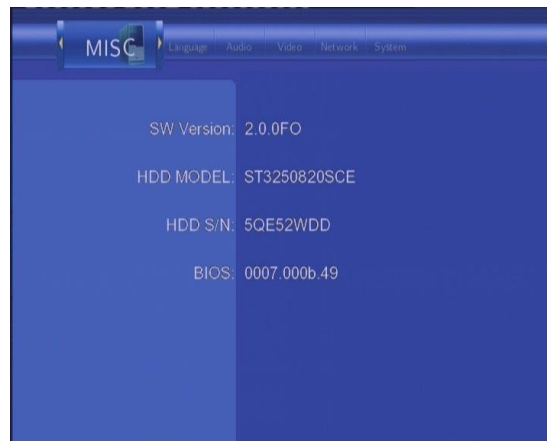 MISC Language Audio Video Network System
SW Version: 2.0.0FO
HDD MODEL: ST3250820SCE
HDD S/N: 5QE52WDD
BIOS: 0007.000b.49